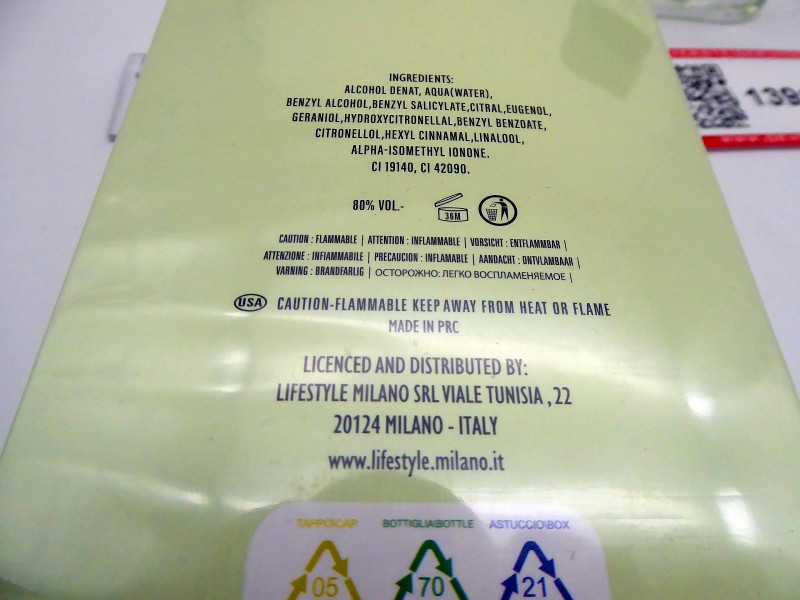 INGREDIENTS:
ALCOHOL DENAT, AQUA(WATER),
BENZYL ALCOHOL,BENZYL SALICYLATE,CITRAL,EUGENOL,
GERANIOL,HYDROXYCITRONELLAL,BENZYL BENZOATE,
CITRONELLOL,HEXYL CINNAMAL,LINALOOL,
ALPHA-ISOMETHYL IONONE.
CI 19140, CI 42090.
80% VOL.-
36M
CAUTION : FLAMMABLE | ATTENTION : INFLAMMABLE | VORSICHT : ENTFLAMMBAR |
ATTENZIONE : INFIAMMABILE | PRECAUCION : INFLAMABLE | AANDACHT : ONTVLAMBAAR |
VARNING : BRANDFARLIG | ОСТОРОЖНО: ЛЕГКО ВОСПЛАМЕНЯЕМОЕ |
USA CAUTION-FLAMMABLE KEEP AWAY FROM HEAT OR FLAME
MADE IN PRC
LICENCED AND DISTRIBUTED BY:
LIFESTYLE MILANO SRL VIALE TUNISIA ,22
20124 MILANO - ITALY
www.lifestyle.milano.it
TAPPO\CAP BOTTIGLIA\BOTTLE ASTUCCIO\BOX
05 70 21